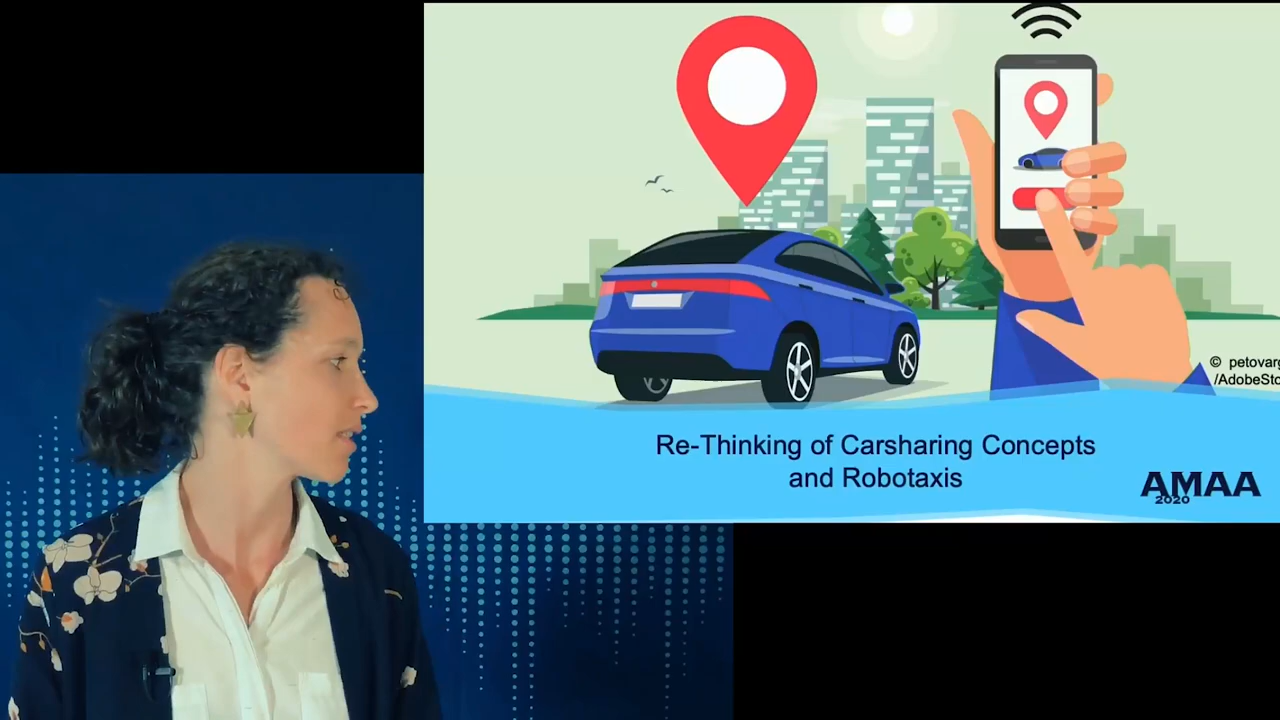 © petovarg
/AdobeSto
Re-Thinking of Carsharing Concepts
and Robotaxis
AMAA
2020